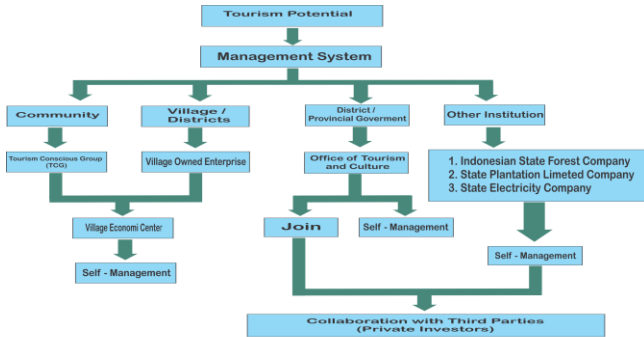 Tourism Potential
Management System
Community
Village /
Districts
District /
Provincial Goverment
Other Institution
Tourism Conscious Group
(TCG)
Village Owned Enterprise
Office of Tourism
and Culture
1. Indonesian State Forest Company
2. State Plantation Limeted Company
3. State Electricity Company
Village Economi Center
Join
Self - Management
Self - Management
Self - Management
Collaboration with Third Parties
(Private Investors)